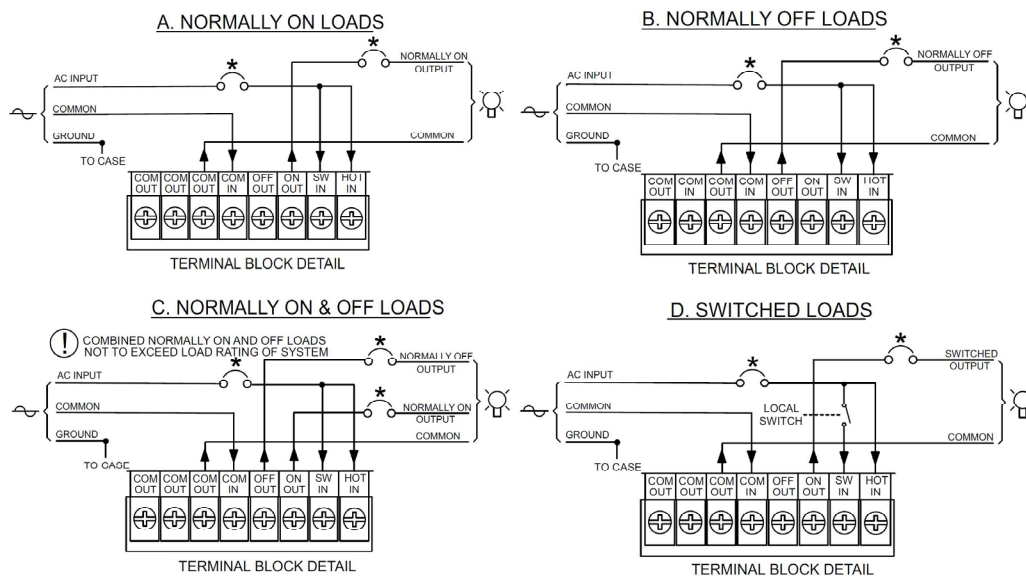 A. NORMALLY ON LOADS
*
*
NORMALLY ON
OUTPUT
AC INPUT
COMMON
GROUND
COMMON
TO CASE
COM OUT COM OUT COM OUT COM IN OFF OUT ON OUT SW IN HOT IN
TERMINAL BLOCK DETAIL
B. NORMALLY OFF LOADS
*
*
NORMALLY OFF
OUTPUT
AC INPUT
COMMON
GROUND
COMMON
TO CASE
COM OUT COM IN COM OUT COM IN OFF OUT ON OUT SW IN HOT IN
TERMINAL BLOCK DETAIL
C. NORMALLY ON & OFF LOADS
! COMBINED NORMALLY ON AND OFF LOADS
NOT TO EXCEED LOAD RATING OF SYSTEM
*
*
NORMALLY OFF
OUTPUT
AC INPUT
*
NORMALLY ON
OUTPUT
COMMON
GROUND
COMMON
TO CASE
COM OUT COM OUT COM OUT COM IN OFF OUT ON OUT SW IN HOT IN
TERMINAL BLOCK DETAIL
D. SWITCHED LOADS
*
*
SWITCHED
OUTPUT
AC INPUT
COMMON
LOCAL
SWITCH
GROUND
COMMON
TO CASE
COM OUT COM OUT COM OUT COM IN OFF OUT ON OUT SW IN HOT IN
TERMINAL BLOCK DETAIL